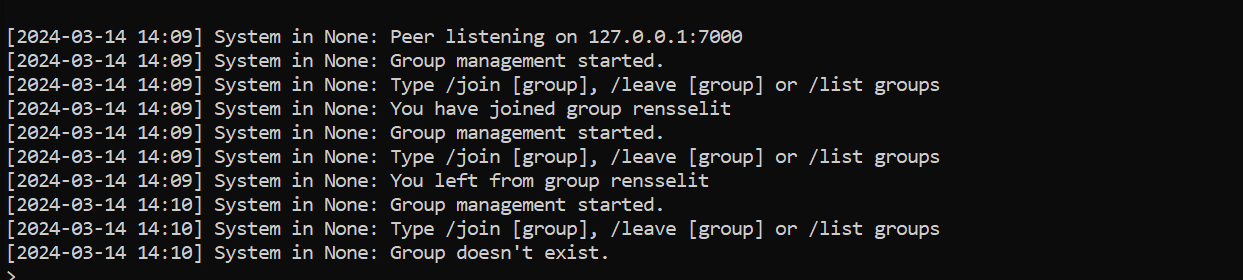 [2024-03-14 14:09] System in None: Peer listening on 127.0.0.1:7000
[2024-03-14 14:09] System in None: Group management started.
[2024-03-14 14:09] System in None: Type /join [group], /leave [group] or /list groups
[2024-03-14 14:09] System in None: You have joined group rensselit
[2024-03-14 14:09] System in None: Group management started.
[2024-03-14 14:09] System in None: Type /join [group], /leave [group] or /list groups
[2024-03-14 14:09] System in None: You left from group rensselit
[2024-03-14 14:10] System in None: Group management started.
[2024-03-14 14:10] System in None: Type /join [group], /leave [group] or /list groups
[2024-03-14 14:10] System in None: Group doesn't exist.
>